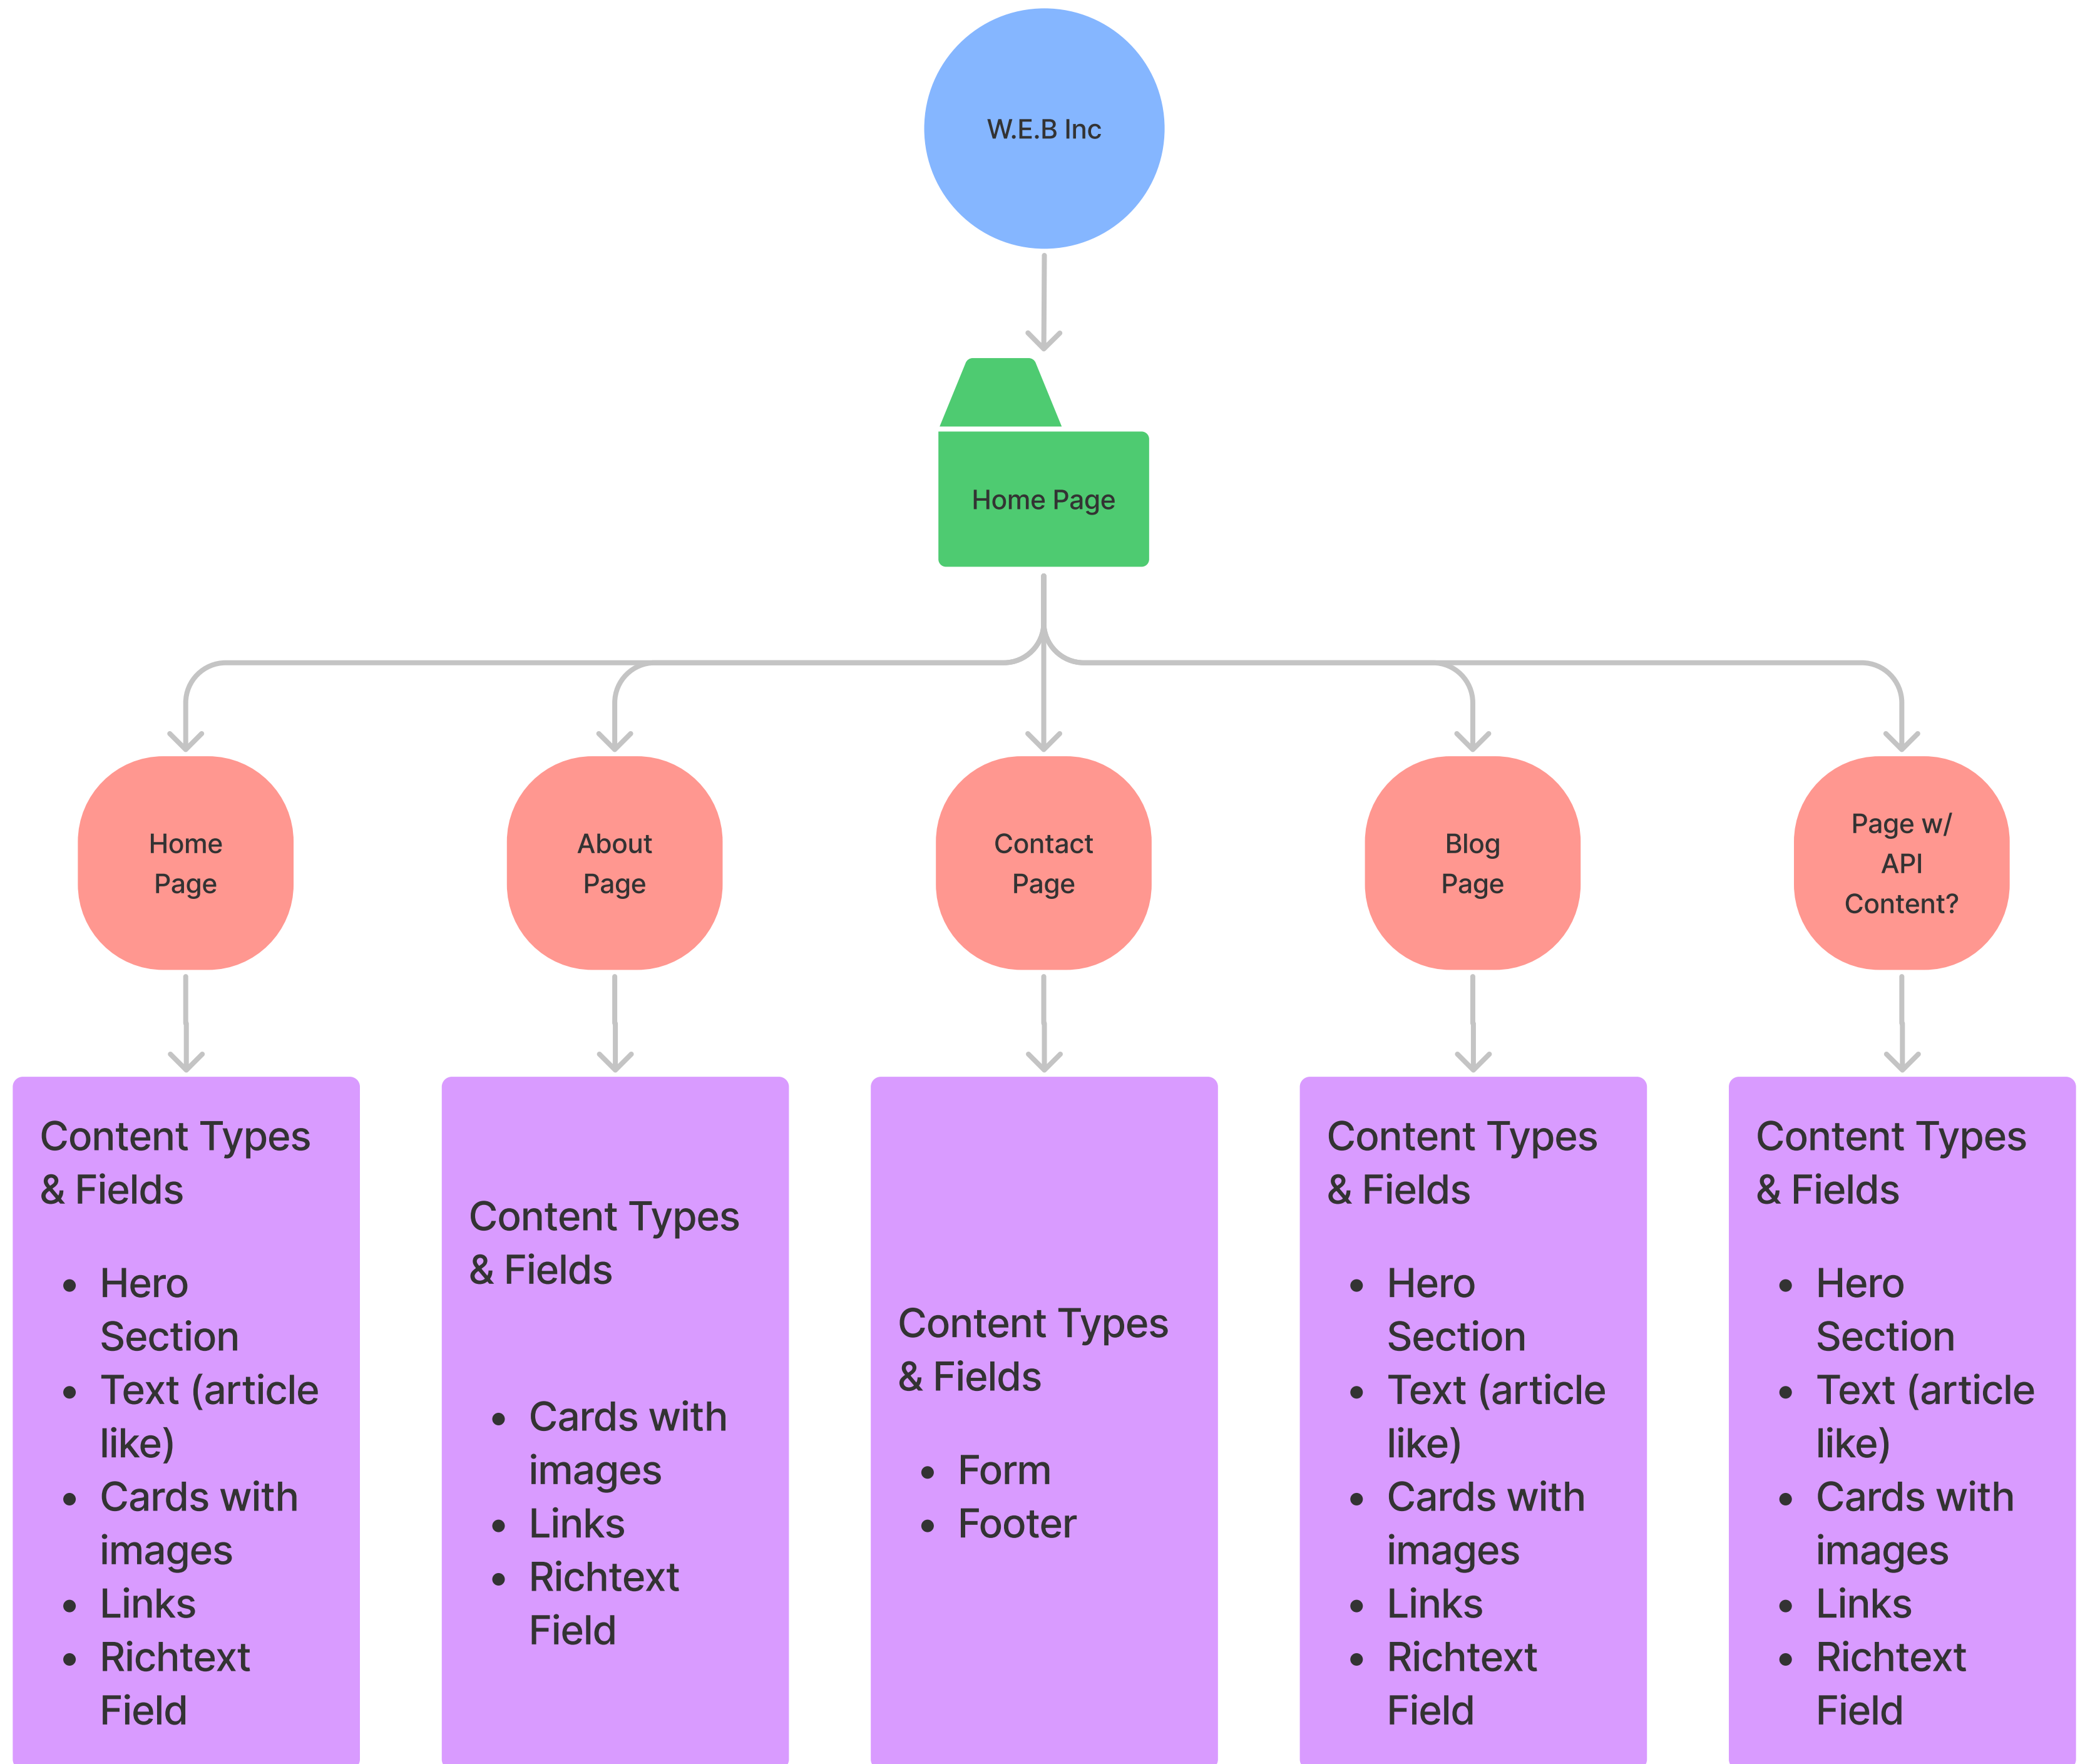 W.E.B Inc
Home Page
Home
Page
About
Page
Contact
Page
Blog
Page
Page w/
API
Content?
Content Types
& Fields
• Hero
Section
• Text (article
like)
• Cards with
images
• Links
• Richtext
Field
Content Types
& Fields
• Cards with
images
• Links
• Richtext
Field
Content Types
& Fields
• Form
• Footer
Content Types
& Fields
• Hero
Section
• Text (article
like)
• Cards with
images
• Links
• Richtext
Field
Content Types
& Fields
• Hero
Section
• Text (article
like)
• Cards with
images
• Links
• Richtext
Field